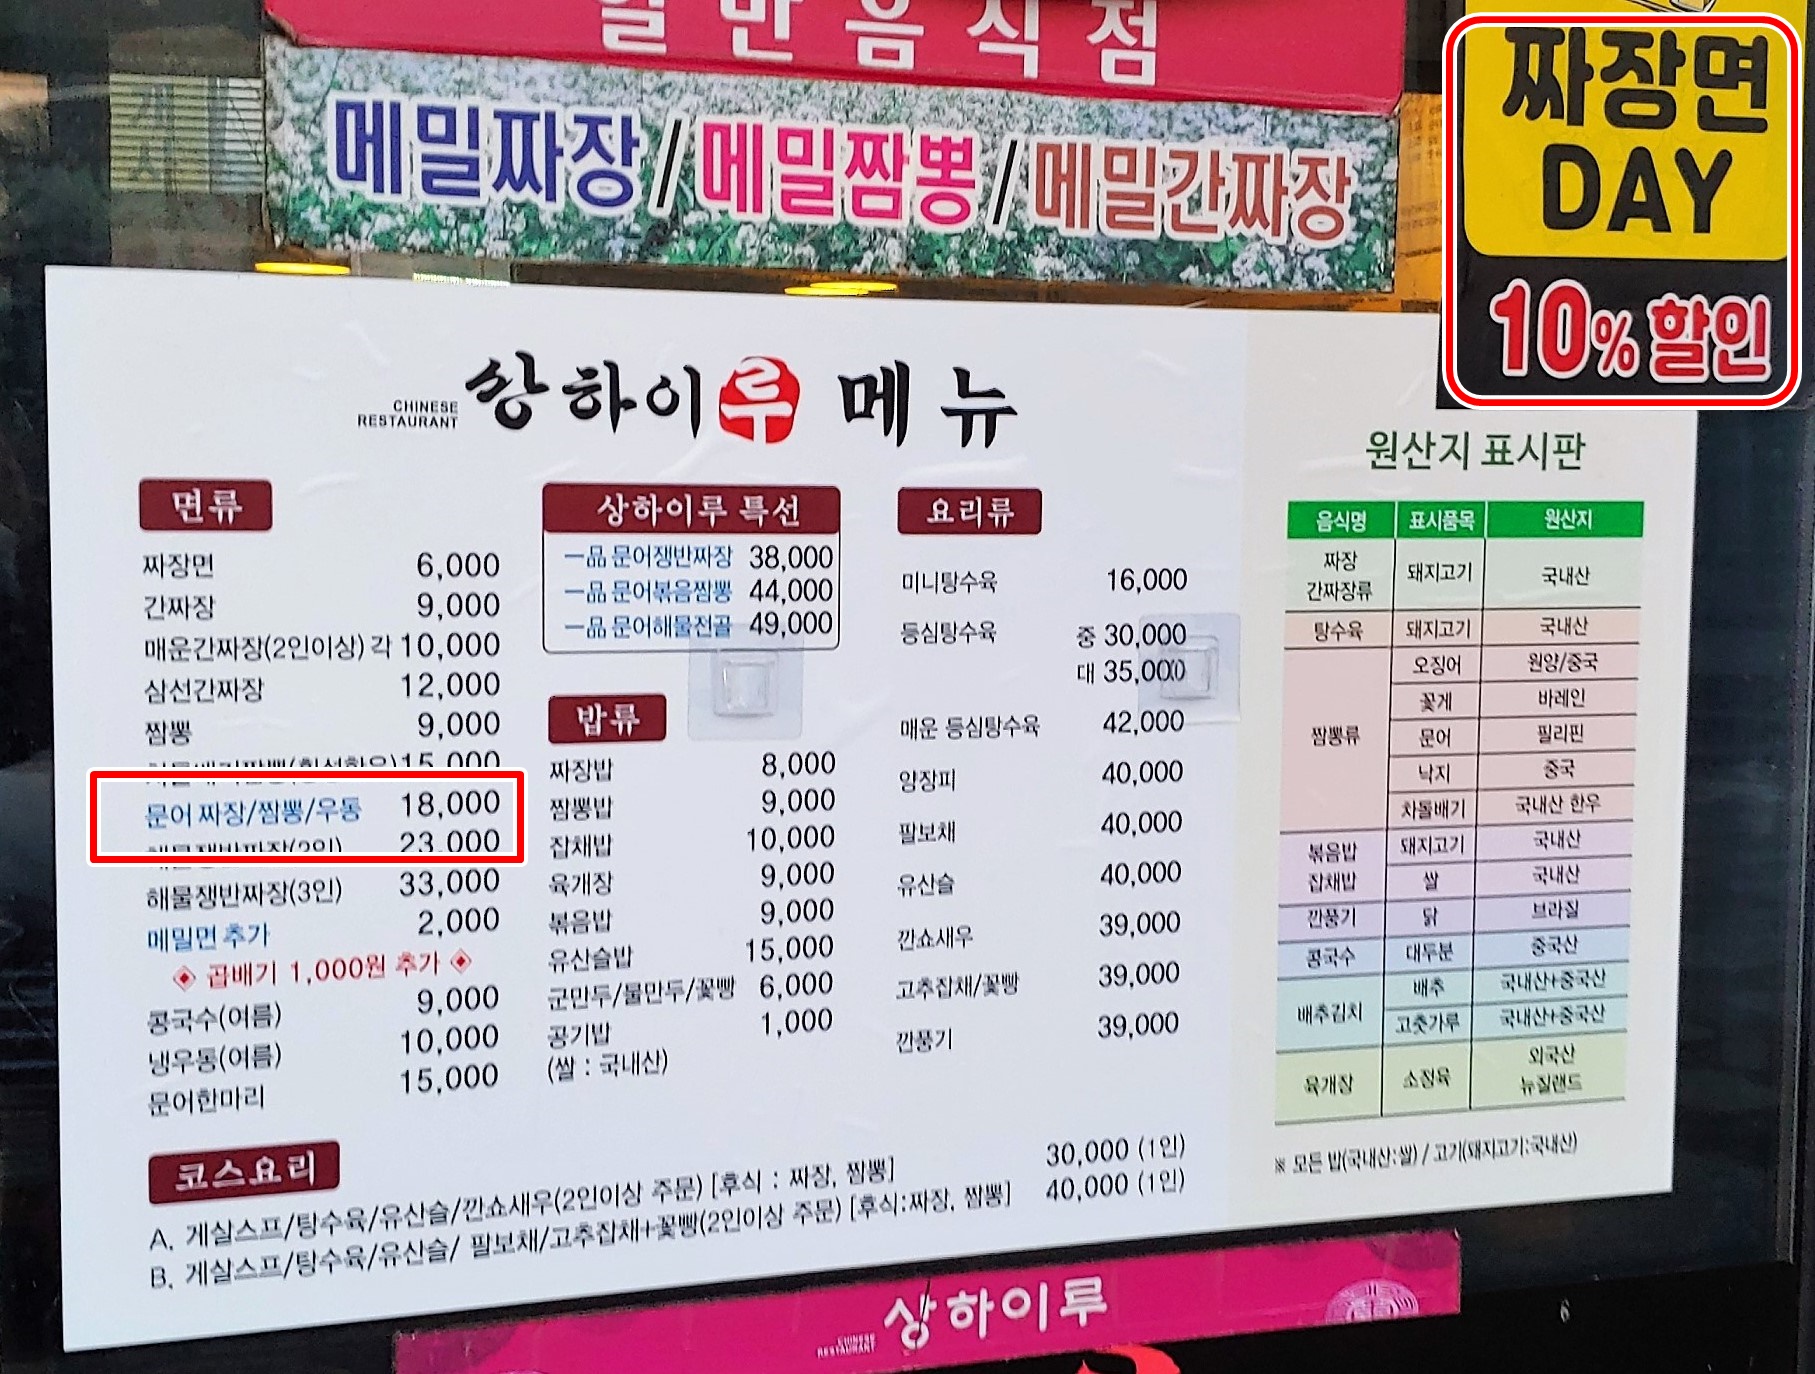 일반음식점
메밀짜장/메밀짬뽕/메밀간짜장
짜장면
DAY
10% 할인
CHINESE
RESTAURANT
상하이루 메뉴
면류
짜장면 6,000
간짜장 9,000
매운간짜장(2인이상) 각 10,000
삼선간짜장 12,000
짬뽕 9,000
15,000
문어 짜장/짬뽕/우동 18,000
해물쟁반짜장(2인) 23,000
해물쟁반짜장(3인) 33,000
메밀면 추가 2,000
◈ 곱배기 1,000원 추가 ◈
콩국수(여름) 9,000
냉우동(여름) 10,000
문어한마리 15,000
상하이루 특선
一品 문어쟁반짜장 38,000
一品 문어볶음짬뽕 44,000
一品 문어해물전골 49,000
밥류
짜장밥 8,000
짬뽕밥 9,000
잡채밥 10,000
육개장 9,000
볶음밥 9,000
유산슬밥 15,000
군만두/물만두/꽃빵 6,000
공기밥 1,000
(쌀 : 국내산)
요리류
미니탕수육 16,000
등심탕수육 중 30,000
대 35,000
매운 등심탕수육 42,000
양장피 40,000
팔보채 40,000
유산슬 40,000
깐쇼새우 39,000
고추잡채/꽃빵 39,000
깐풍기 39,000
코스요리
A. 게살스프/탕수육/유산슬/깐쇼새우(2인이상 주문) [후식 : 짜장, 짬뽕] 30,000 (1인)
B. 게살스프/탕수육/유산슬/ 팔보채/고추잡채+꽃빵(2인이상 주문) [후식:짜장, 짬뽕] 40,000 (1인)
원산지 표시판
음식명 표시품목 원산지
짜장
간짜장류 돼지고기 국내산
탕수육 돼지고기 국내산
짬뽕류 오징어 원양/중국
꽃게 바레인
문어 필리핀
낙지 중국
차돌배기 국내산 한우
볶음밥 돼지고기 국내산
잡채밥 쌀 국내산
깐풍기 닭 브라질
콩국수 대두분 중국산
배추김치 배추 국내산+중국산
고춧가루 국내산+중국산
육개장 소정육 외국산
뉴질랜드
※ 모든 밥(국내산:쌀) / 고기(돼지고기:국내산)
CHINESE
RESTAURANT
상하이루
6